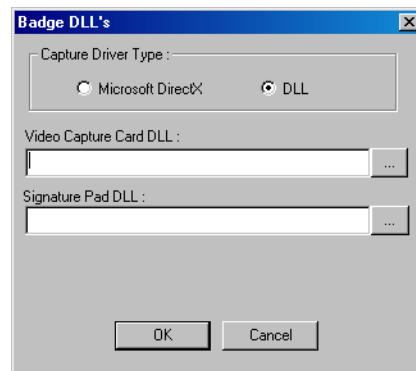 Badge DLL's
Capture Driver Type :
Microsoft DirectX DLL
Video Capture Card DLL :
...
Signature Pad DLL :
...
OK Cancel